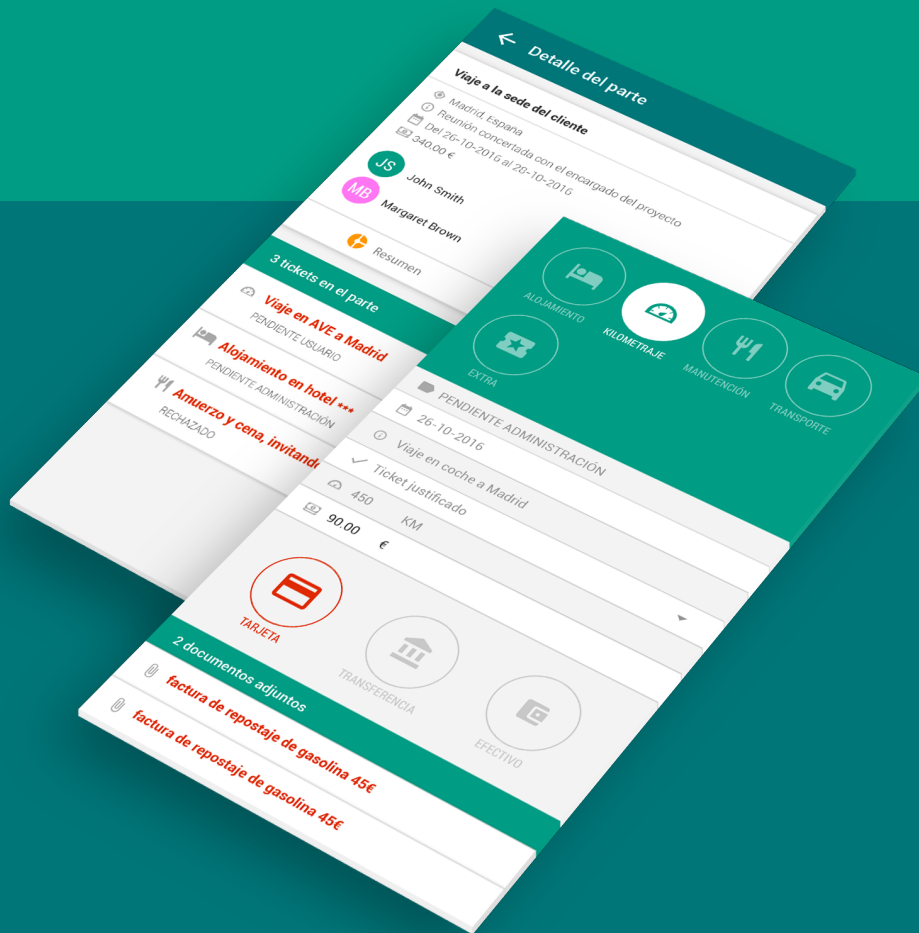 Detalle del parte
Viaje a la sede del cliente
Madrid, España
Reunión concertada con el encargado del proyecto
Del 26-10-2016 al 28-10-2016
340.00 €
JS
John Smith
MB
Margaret Brown
Resumen
3 tickets en el parte
Viaje en AVE a Madrid
PENDIENTE USUARIO
Alojamiento en hotel ***
PENDIENTE ADMINISTRACIÓN
Amuerzo y cena, invitando
RECHAZADO
ALOJAMIENTO
KILOMETRAJE
MANUTENCIÓN
TRANSPORTE
EXTRA
PENDIENTE ADMINISTRACIÓN
26-10-2016
Viaje en coche a Madrid
Ticket justificado
450 KM
90.00 €
TARJETA
TRANSFERENCIA
EFECTIVO
2 documentos adjuntos
factura de repostaje de gasolina 45€
factura de repostaje de gasolina 45€